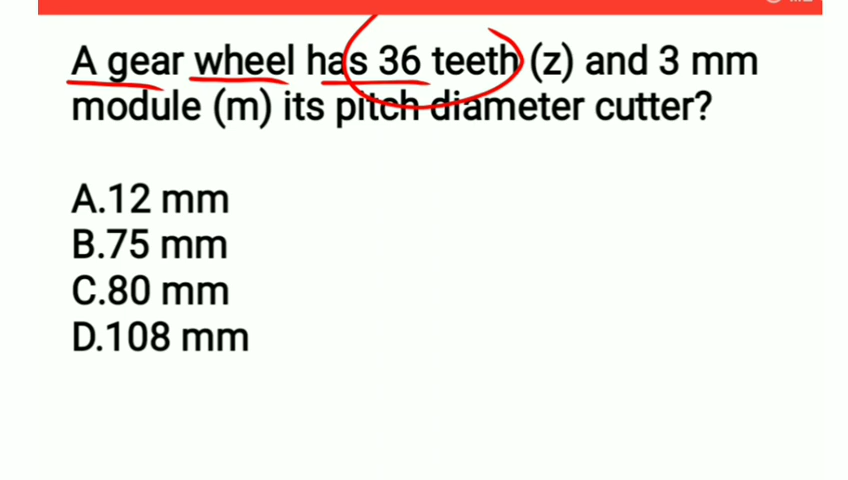 A gear wheel has 36 teeth (z) and 3 mm
module (m) its pitch diameter cutter?
A.12 mm
B.75 mm
C.80 mm
D.108 mm